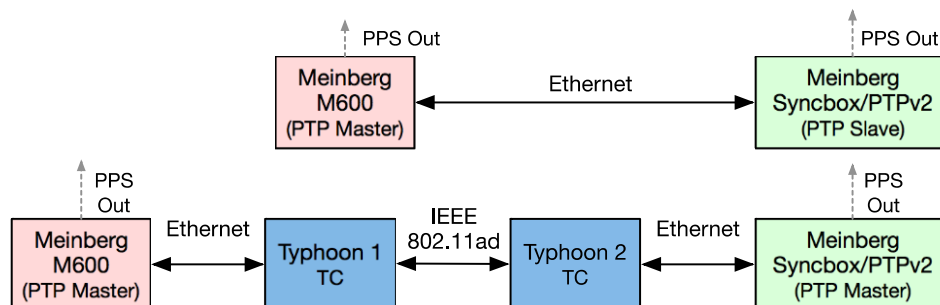 PPS Out
PPS Out
Meinberg
M600
(PTP Master)
Ethernet
Meinberg
Syncbox/PTPv2
(PTP Slave)
PPS
Out
PPS
Out
Meinberg
M600
(PTP Master)
Ethernet
Typhoon 1
TC
IEEE
802.11ad
Typhoon 2
TC
Ethernet
Meinberg
Syncbox/PTPv2
(PTP Master)